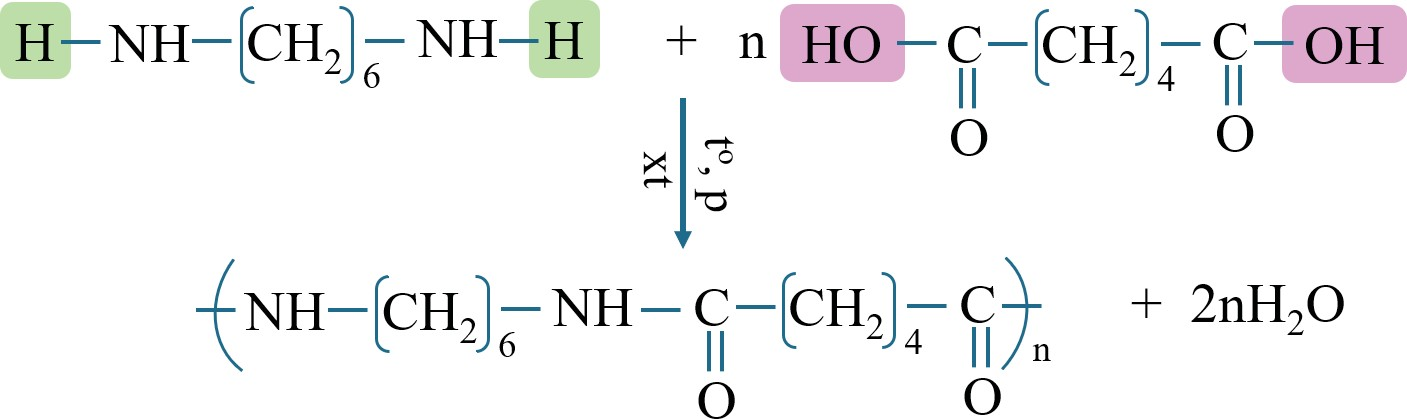 H—NH—[CH₂]₆—NH—H + n HO—C—[CH₂]₄—C—OH
O O
t°, p
xt
(NH—[CH₂]₆—NH—C—[CH₂]₄—C)n + 2nH₂O
O O